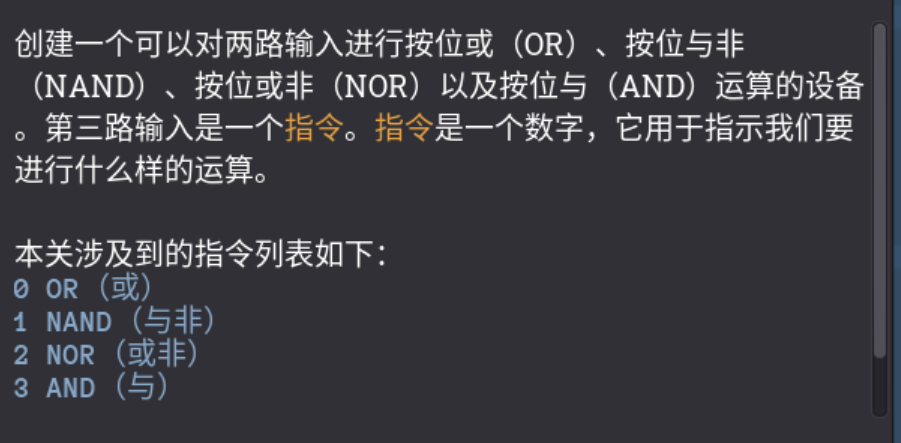 创建一个可以对两路输入进行按位或（OR）、按位与非
（NAND）、按位或非（NOR）以及按位与（AND）运算的设备
。第三路输入是一个指令。指令是一个数字，它用于指示我们要
进行什么样的运算。
本关涉及到的指令列表如下：
0 OR（或）
1 NAND（与非）
2 NOR（或非）
3 AND（与）